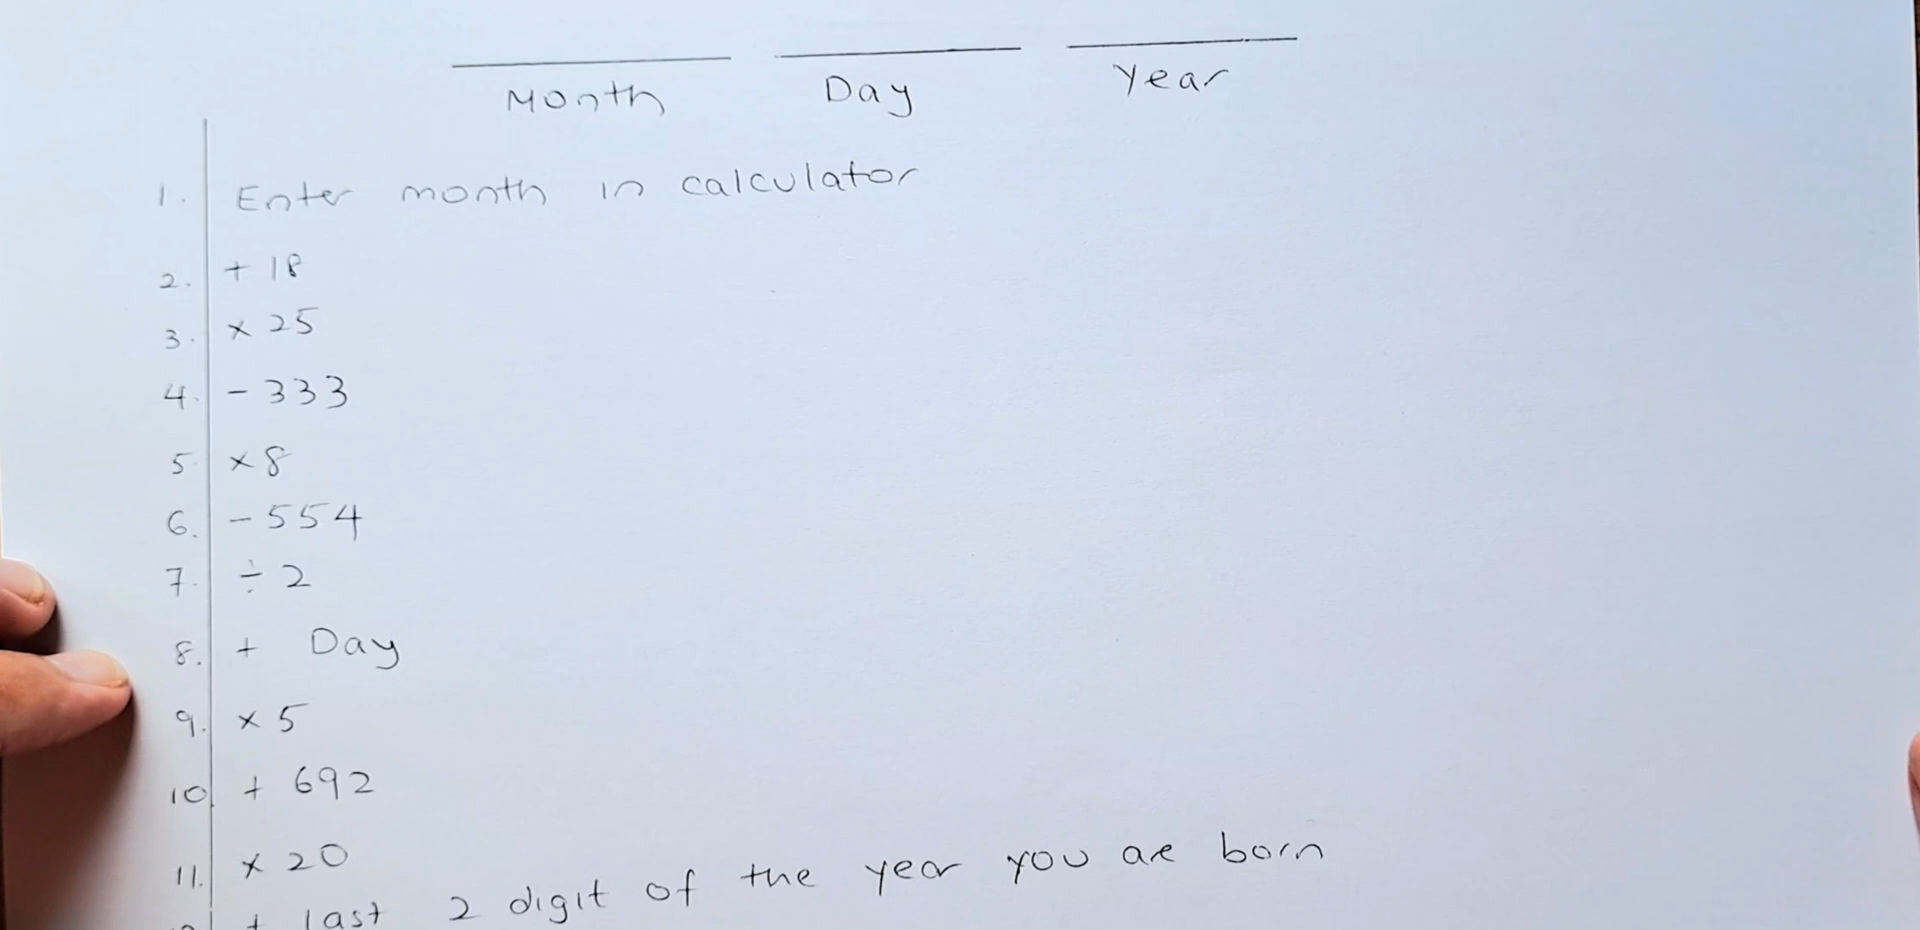 Month Day Year
1. Enter month in calculator
2. + 18
3. × 25
4. - 333
5. × 8
6. - 554
7. ÷ 2
8. + Day
9. × 5
10. + 692
11. × 20
+ last 2 digit of the year you are born